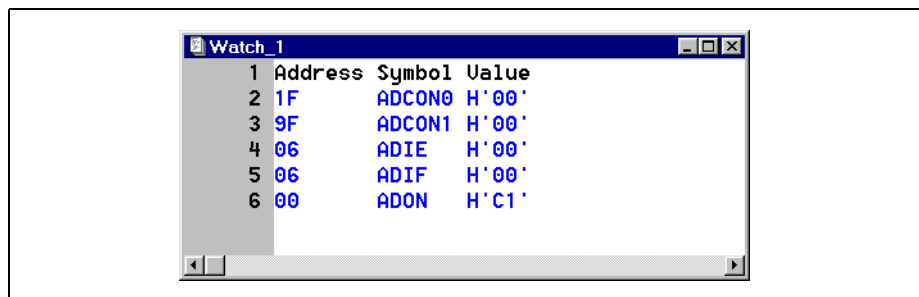 Watch_1
1 Address Symbol Value
2 1F ADCON0 H'00'
3 9F ADCON1 H'00'
4 06 ADIE H'00'
5 06 ADIF H'00'
6 00 ADON H'C1'